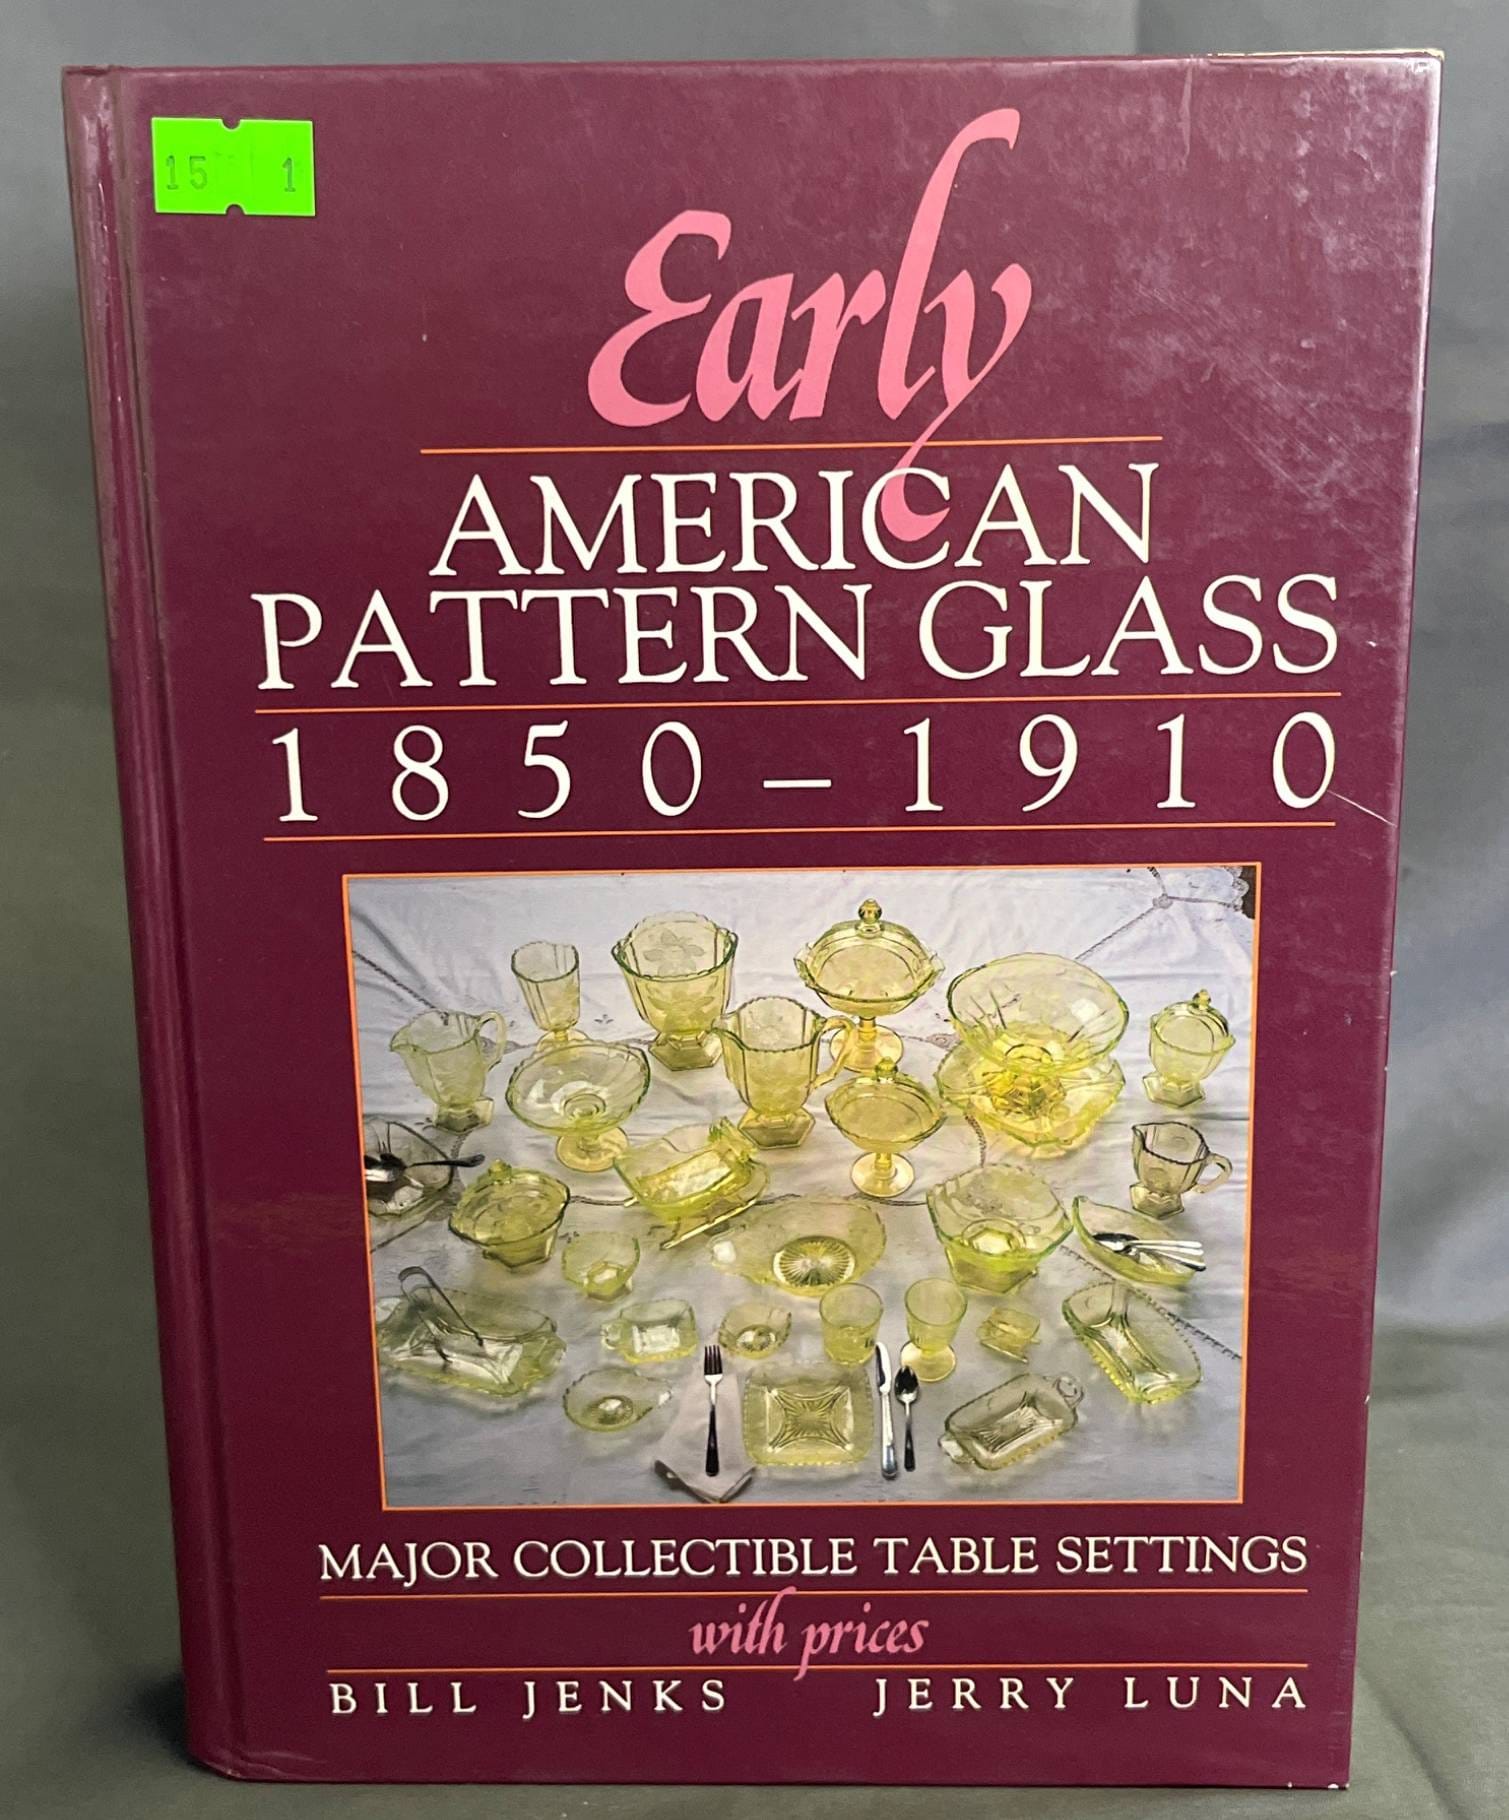 15 1
Early
AMERICAN
PATTERN GLASS
1850–1910
MAJOR COLLECTIBLE TABLE SETTINGS
with prices
BILL JENKS JERRY LUNA